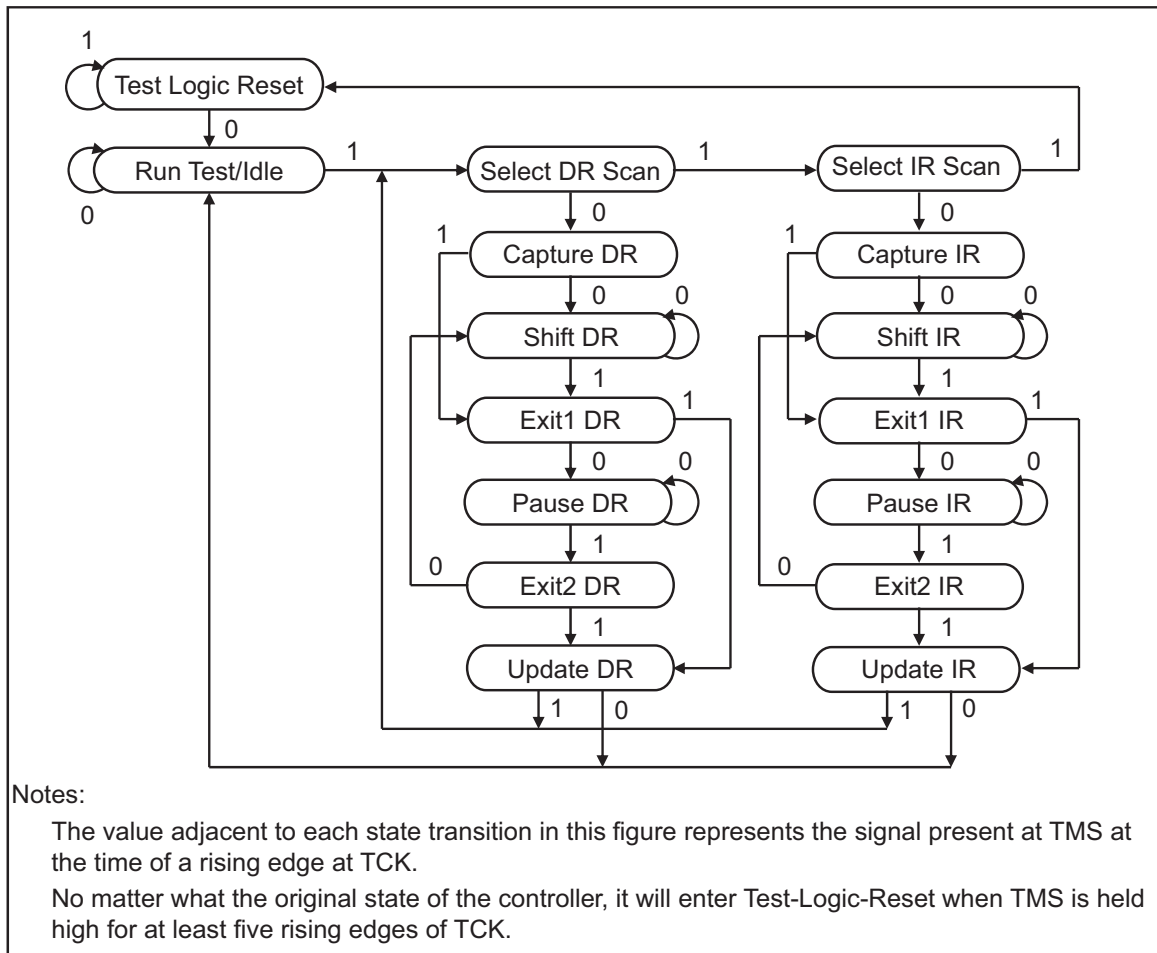 1
Test Logic Reset
0
Run Test/Idle
1
Select DR Scan
1
Select IR Scan
1
0
0
0
1
Capture DR
1
Capture IR
0
0
0
0
Shift DR
Shift IR
1
1
Exit1 DR
1
Exit1 IR
1
0
0
0
0
Pause DR
Pause IR
1
1
0
Exit2 DR
0
Exit2 IR
1
1
Update DR
Update IR
1
0
1
0
Notes:
The value adjacent to each state transition in this figure represents the signal present at TMS at
the time of a rising edge at TCK.
No matter what the original state of the controller, it will enter Test-Logic-Reset when TMS is held
high for at least five rising edges of TCK.